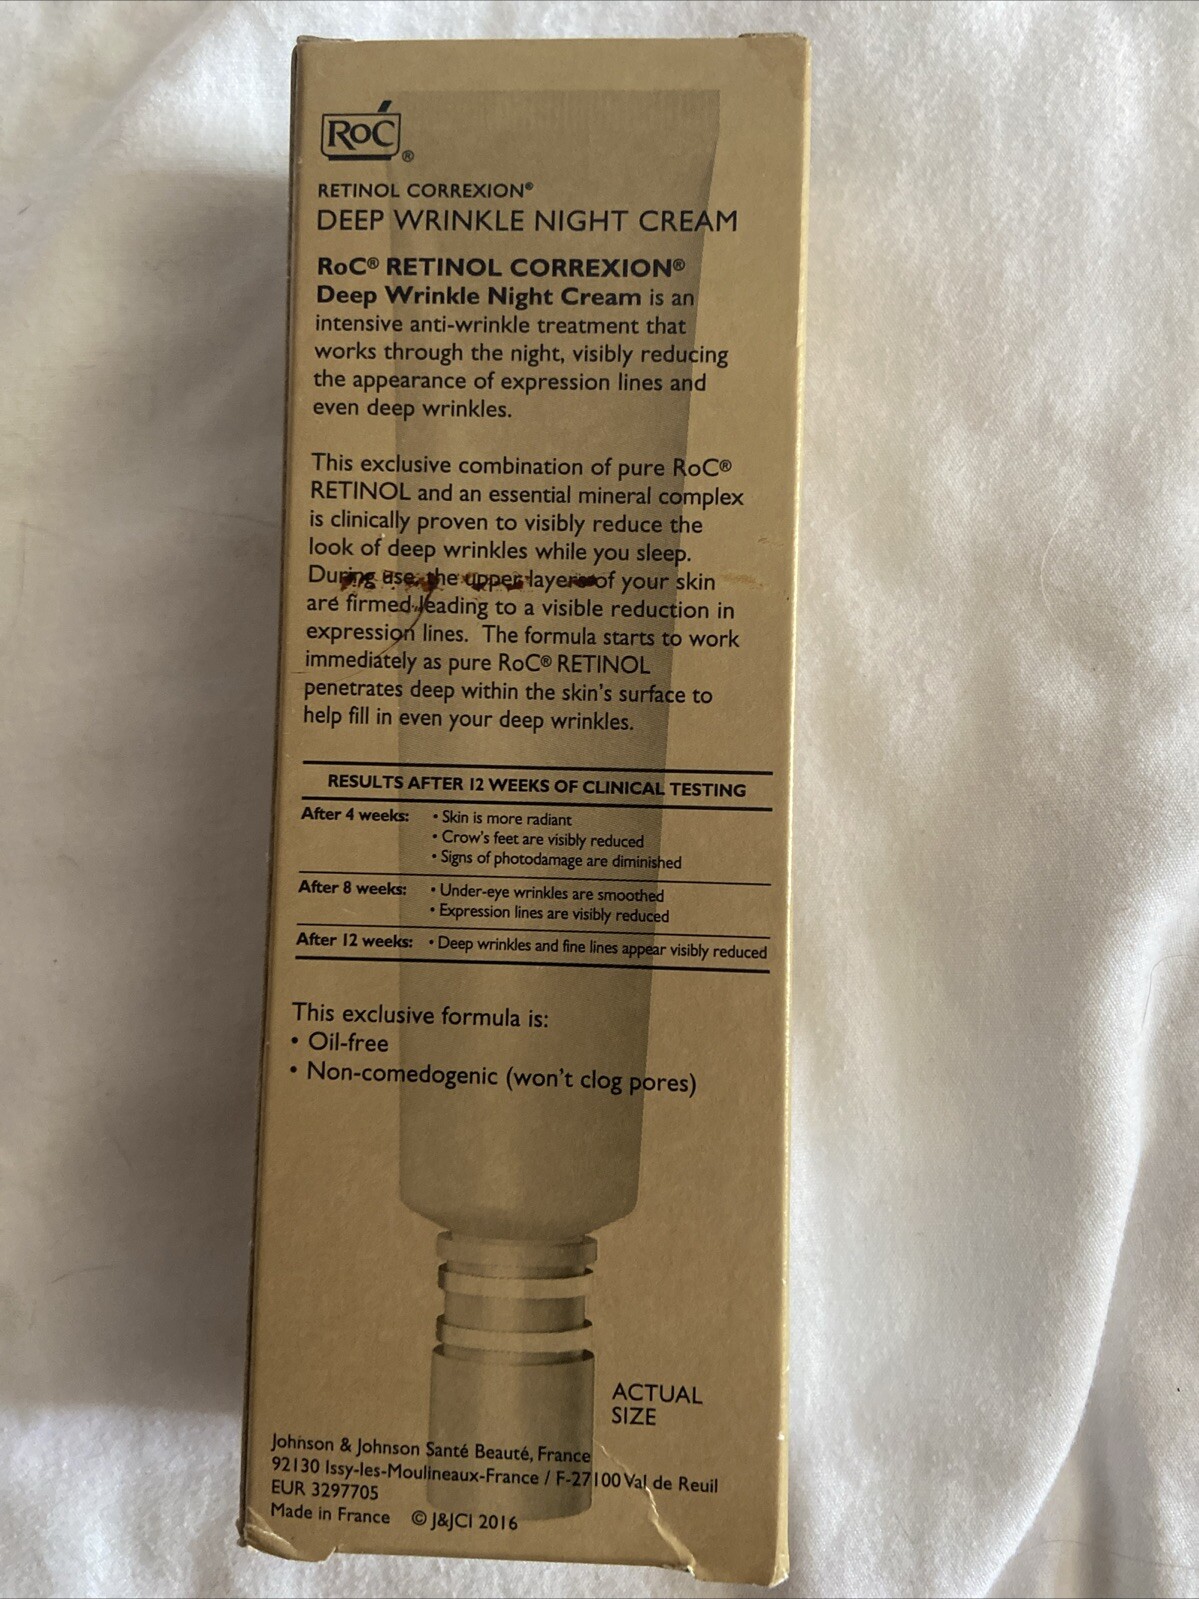 RoC®
RETINOL CORREXION®
DEEP WRINKLE NIGHT CREAM
RoC® RETINOL CORREXION®
Deep Wrinkle Night Cream is an
intensive anti-wrinkle treatment that
works through the night, visibly reducing
the appearance of expression lines and
even deep wrinkles.
This exclusive combination of pure RoC®
RETINOL and an essential mineral complex
is clinically proven to visibly reduce the
look of deep wrinkles while you sleep.
During use, the upper layers of your skin
are firmed, leading to a visible reduction in
expression lines. The formula starts to work
immediately as pure RoC® RETINOL
penetrates deep within the skin's surface to
help fill in even your deep wrinkles.
RESULTS AFTER 12 WEEKS OF CLINICAL TESTING
After 4 weeks: • Skin is more radiant
• Crow's feet are visibly reduced
• Signs of photodamage are diminished
After 8 weeks: • Under-eye wrinkles are smoothed
• Expression lines are visibly reduced
After 12 weeks: • Deep wrinkles and fine lines appear visibly reduced
This exclusive formula is:
• Oil-free
• Non-comedogenic (won't clog pores)
ACTUAL
SIZE
Johnson & Johnson Santé Beauté, France
92130 Issy-les-Moulineaux-France / F-27100 Val de Reuil
EUR 3297705
Made in France © J&JCI 2016